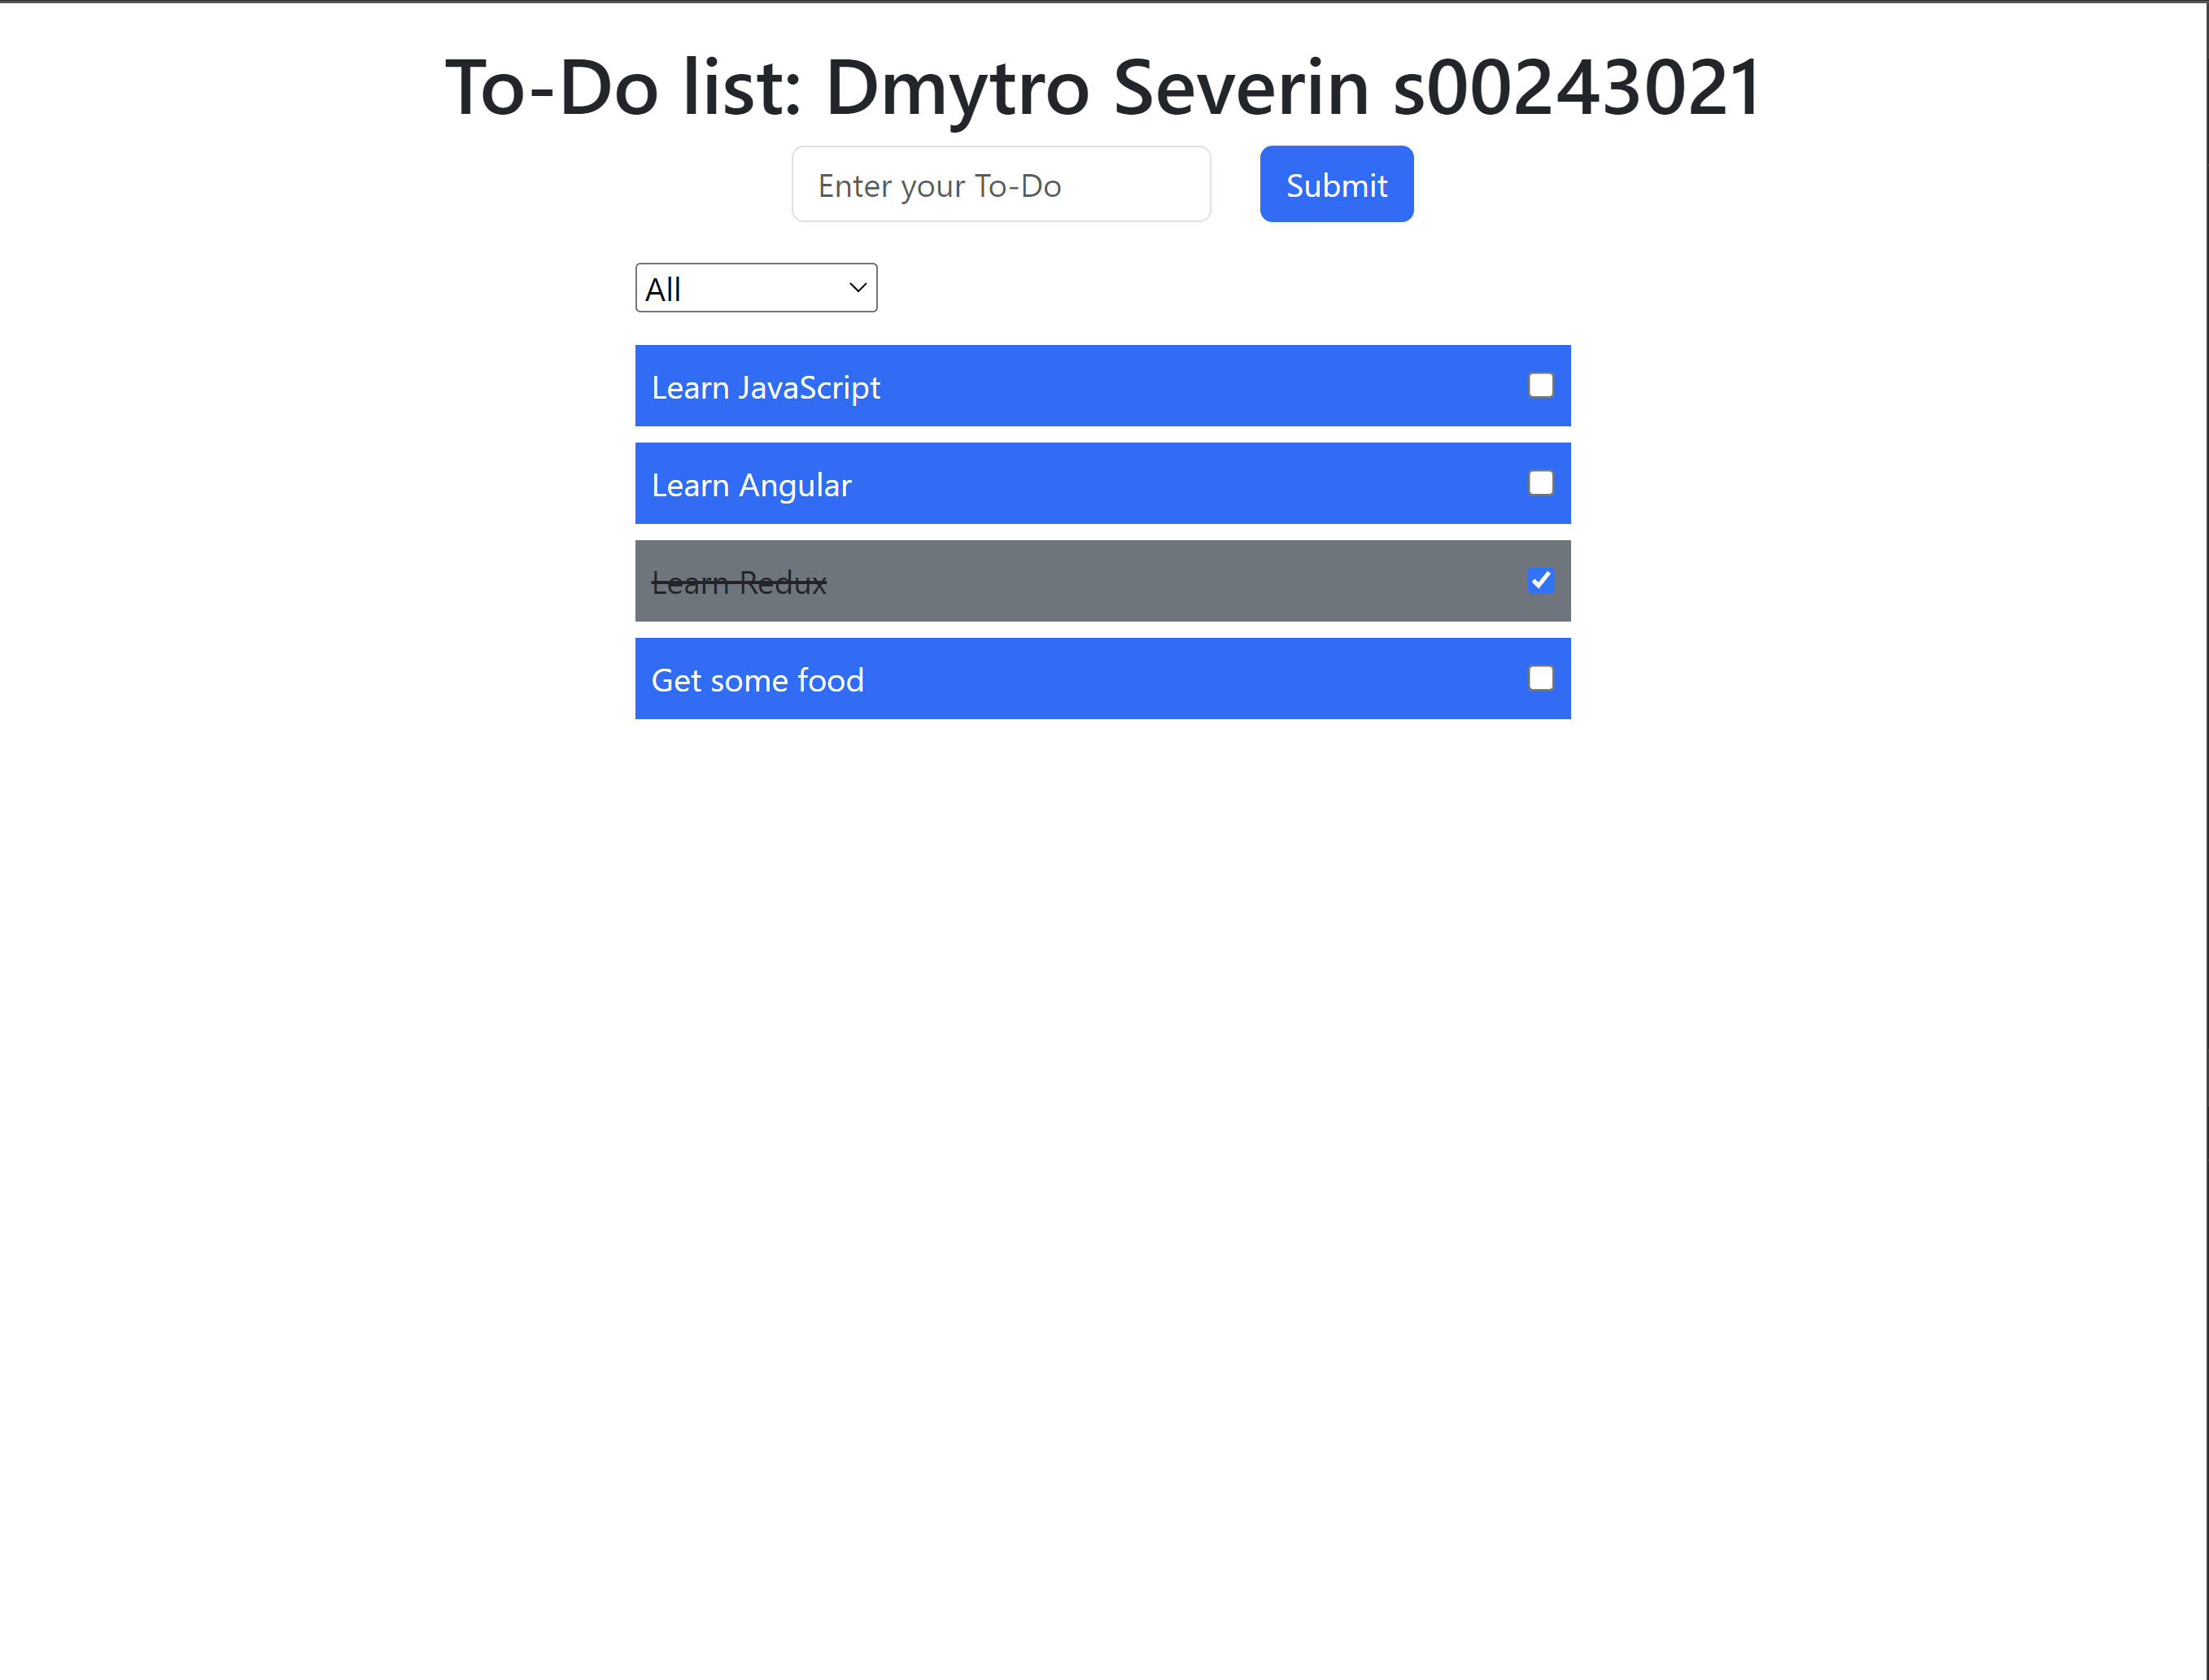 To-Do list: Dmytro Severin s00243021
Enter your To-Do
Submit
All
Learn JavaScript
Learn Angular
Learn Redux
Get some food